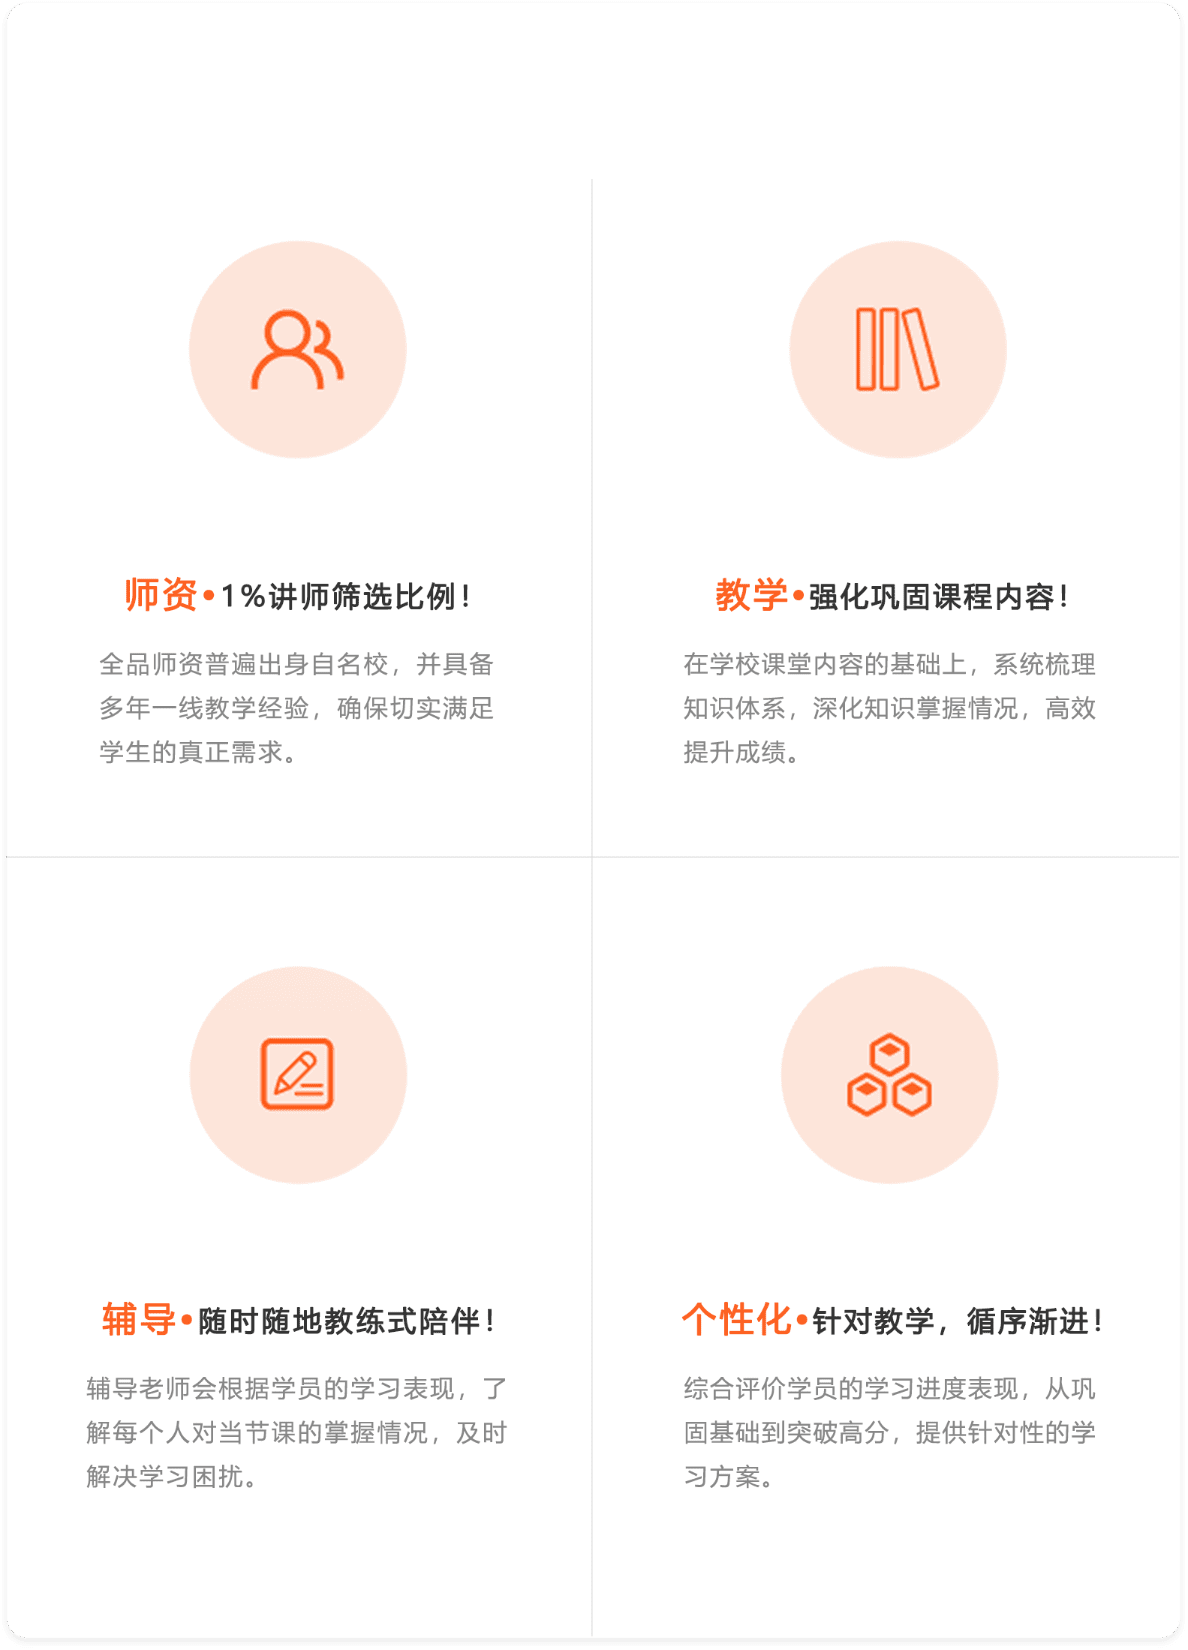 师资•1%讲师筛选比例！
全品师资普遍出身自名校，并具备
多年一线教学经验，确保切实满足
学生的真正需求。
教学•强化巩固课程内容！
在学校课堂内容的基础上，系统梳理
知识体系，深化知识掌握情况，高效
提升成绩。
辅导•随时随地教练式陪伴！
辅导老师会根据学员的学习表现，了
解每个人对当节课的掌握情况，及时
解决学习困扰。
个性化•针对教学，循序渐进！
综合评价学员的学习进度表现，从巩
固基础到突破高分，提供针对性的学
习方案。